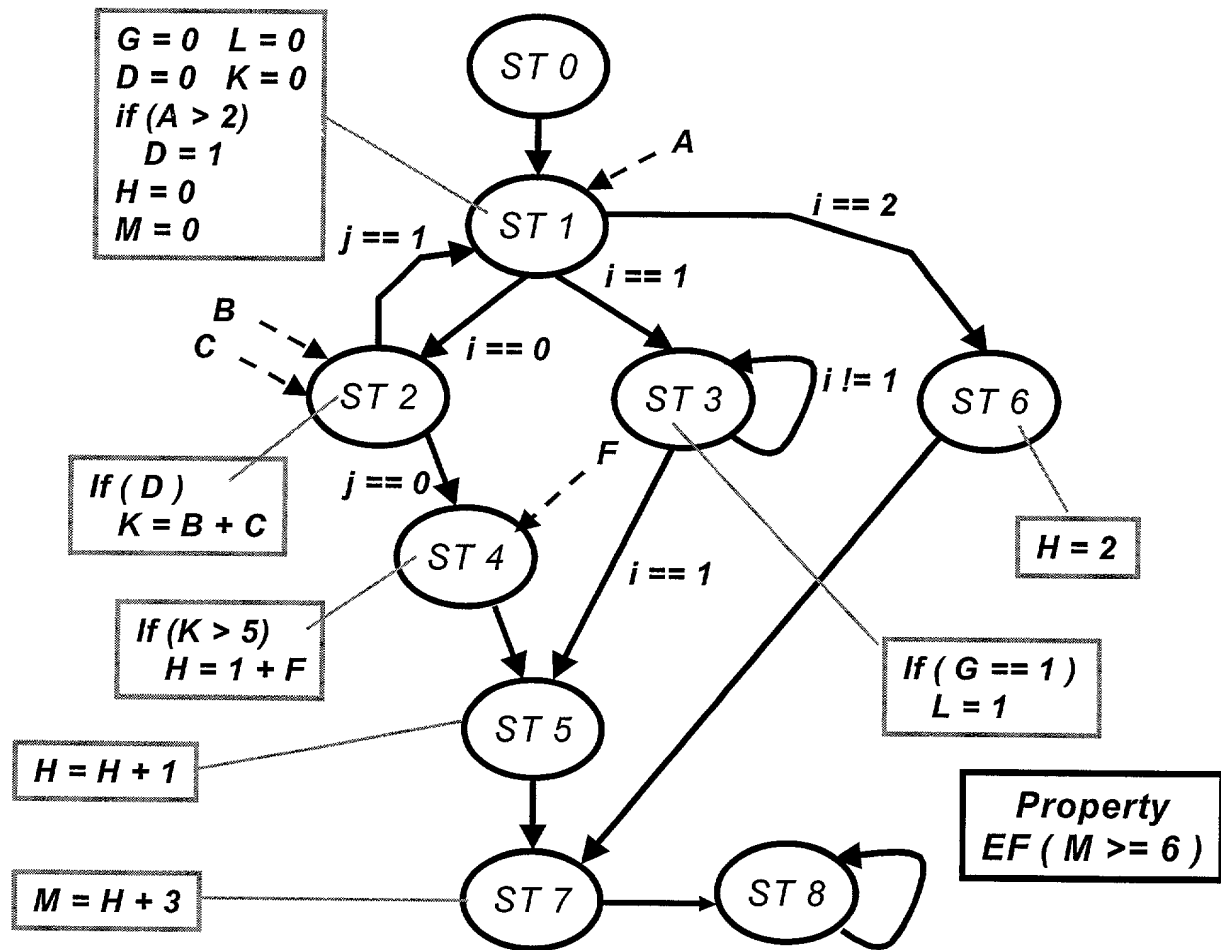 G = 0 L = 0
D = 0 K = 0
if (A > 2)
D = 1
H = 0
M = 0
ST 0
A
ST 1
i == 2
j == 1
i == 1
B
C
i == 0
ST 2
ST 3
i != 1
ST 6
If ( D )
K = B + C
j == 0
F
ST 4
i == 1
H = 2
If (K > 5)
H = 1 + F
If ( G == 1 )
L = 1
ST 5
H = H + 1
Property
EF ( M >= 6 )
M = H + 3
ST 7
ST 8